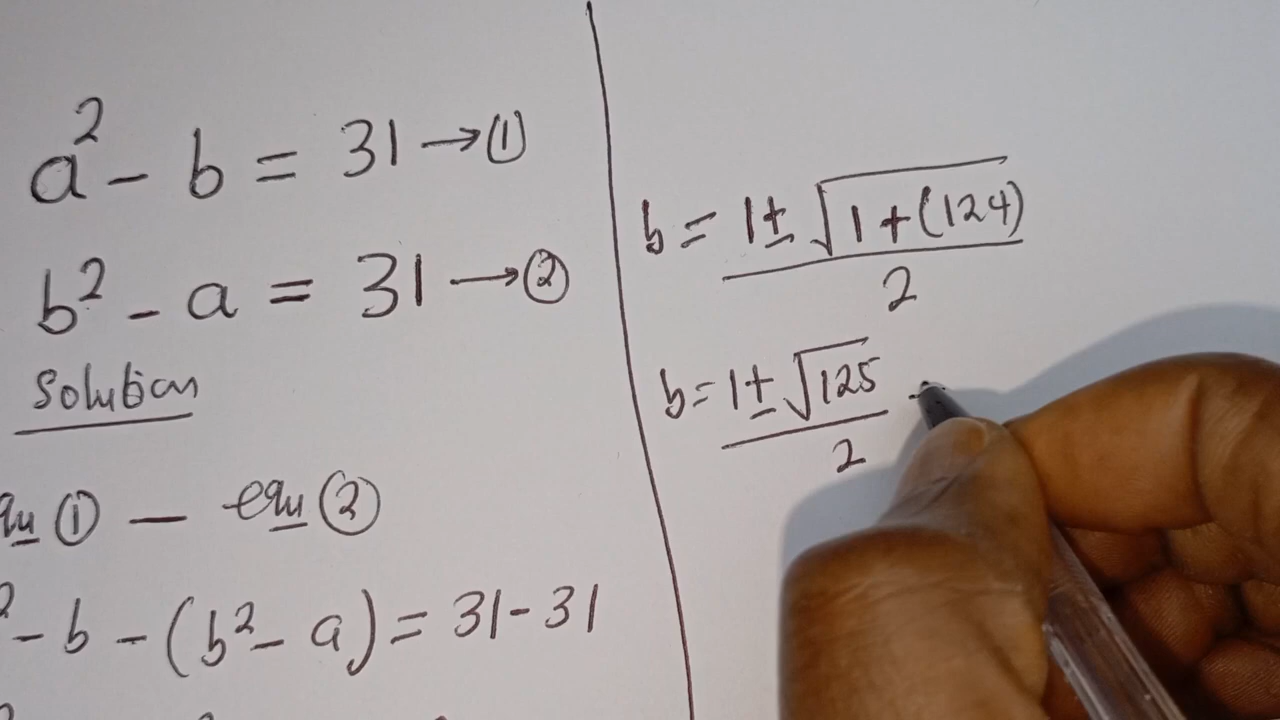 a² - b = 31 → ①
b² - a = 31 → ②
Solution
① - equ ②
- b - (b² - a) = 31 - 31
b = 1 ± √(1 + (124)) / 2
b = 1 ± √125 / 2